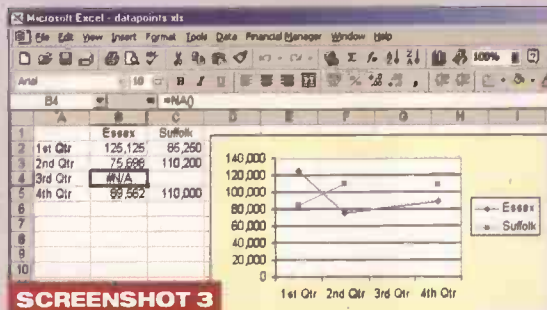 Microsoft Excel - datapoints.xls
File Edit View Insert Format Tools Data Financial Manager Window Help
100%
Arial 10 B I U
B4 =NA()
A B C D E F G H I
1 Essex Suffolk
2 1st Qtr 125,125 85,250
3 2nd Qtr 110,200
4 3rd Qtr #N/A
5 4th Qtr 89,562 110,000
6
7
8
9
10
140,000
120,000
100,000
80,000
60,000
40,000
20,000
0
1st Qtr 2nd Qtr 3rd Qtr 4th Qtr
Essex
Suffolk
SCREENSHOT 3